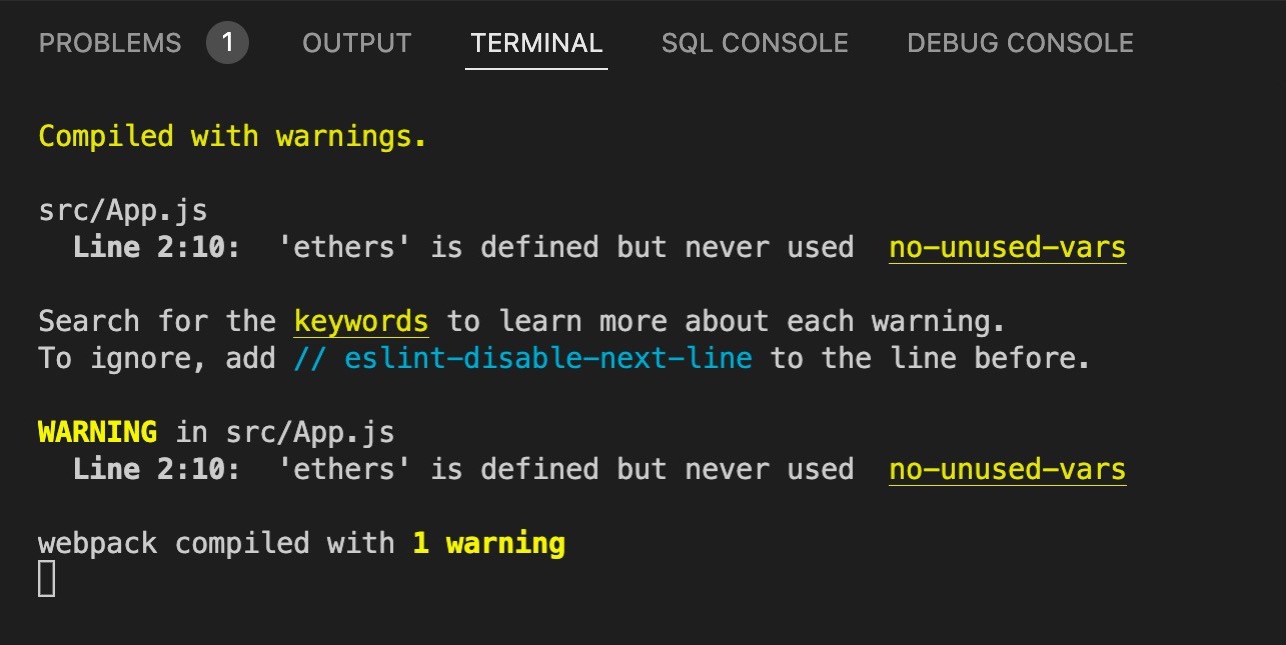 PROBLEMS 1 OUTPUT TERMINAL SQL CONSOLE DEBUG CONSOLE
Compiled with warnings.
src/App.js
Line 2:10: 'ethers' is defined but never used no-unused-vars
Search for the keywords to learn more about each warning.
To ignore, add // eslint-disable-next-line to the line before.
WARNING in src/App.js
Line 2:10: 'ethers' is defined but never used no-unused-vars
webpack compiled with 1 warning